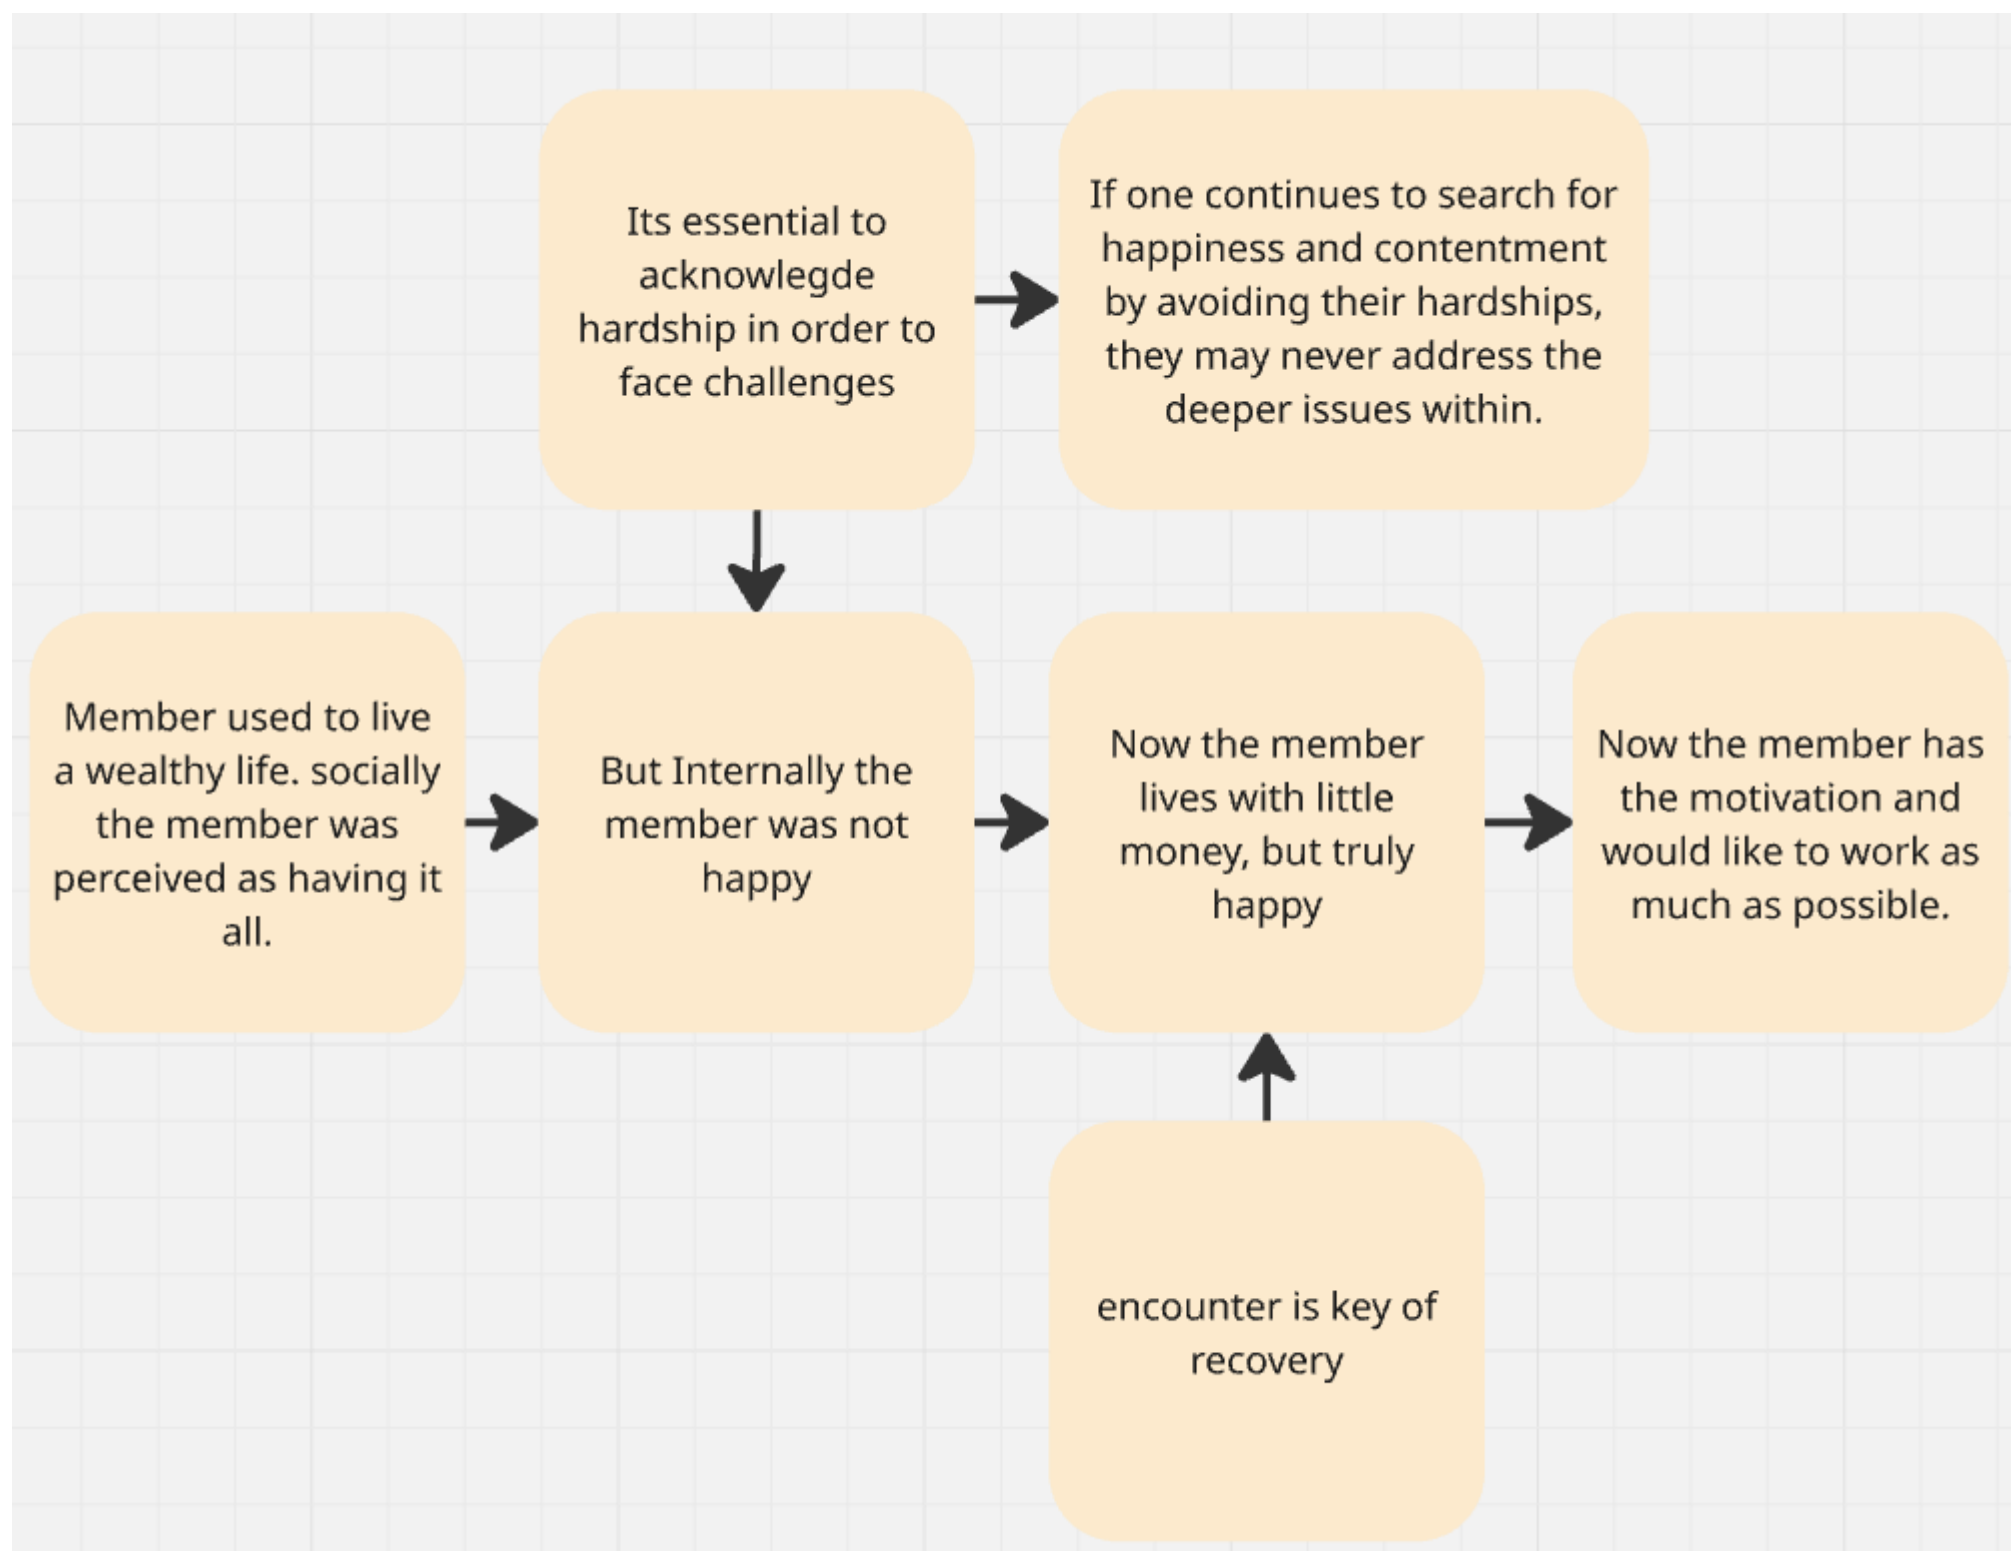 Its essential to
acknowlegde
hardship in order to
face challenges
If one continues to search for
happiness and contentment
by avoiding their hardships,
they may never address the
deeper issues within.
Member used to live
a wealthy life. socially
the member was
perceived as having it
all.
But Internally the
member was not
happy
Now the member
lives with little
money, but truly
happy
Now the member has
the motivation and
would like to work as
much as possible.
encounter is key of
recovery